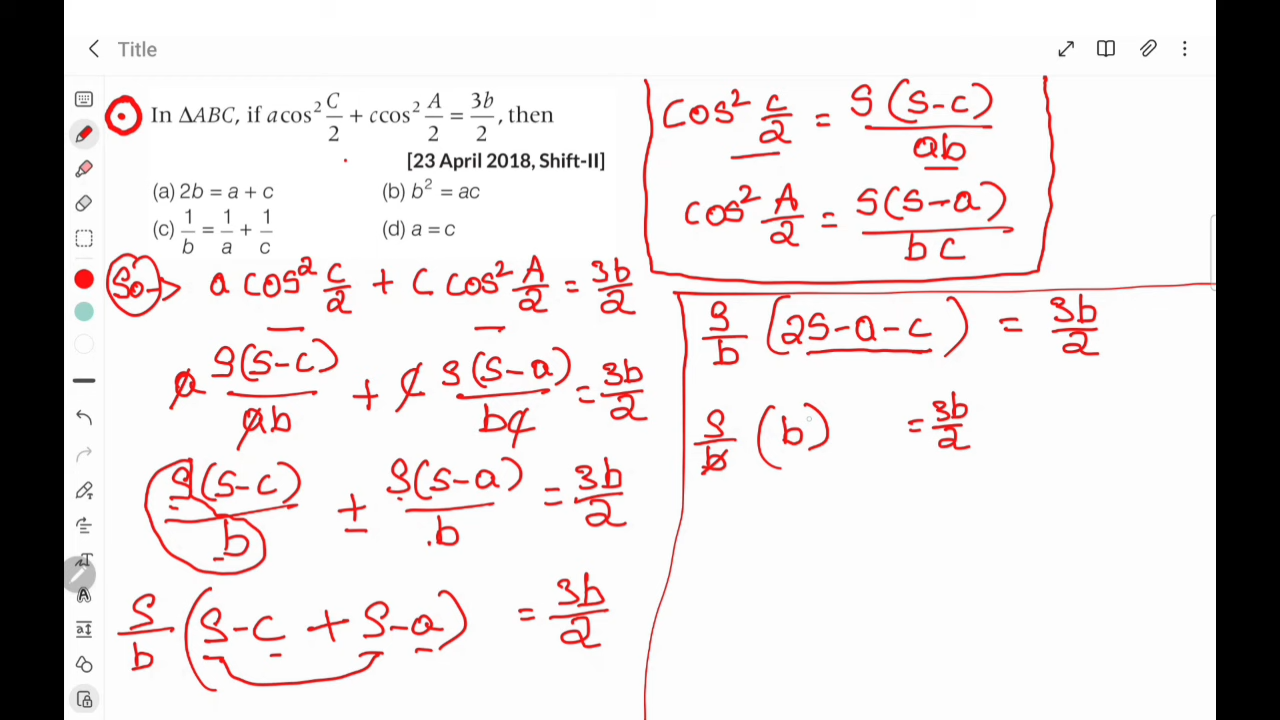 Title
In ΔABC, if a cos² C/2 + c cos² A/2 = 3b/2, then
[23 April 2018, Shift-II]
(a) 2b = a + c (b) b² = ac
(c) 1/b = 1/a + 1/c (d) a = c
So→ a cos² C/2 + C cos² A/2 = 3b/2
a S(S-c)/ab + c S(S-a)/bc = 3b/2
S(S-c)/b + S(S-a)/b = 3b/2
S/b (S-c + S-a) = 3b/2
cos² c/2 = S(S-c)/ab
cos² A/2 = S(S-a)/bc
S/b (2S-a-c) = 3b/2
S/b (b) = 3b/2